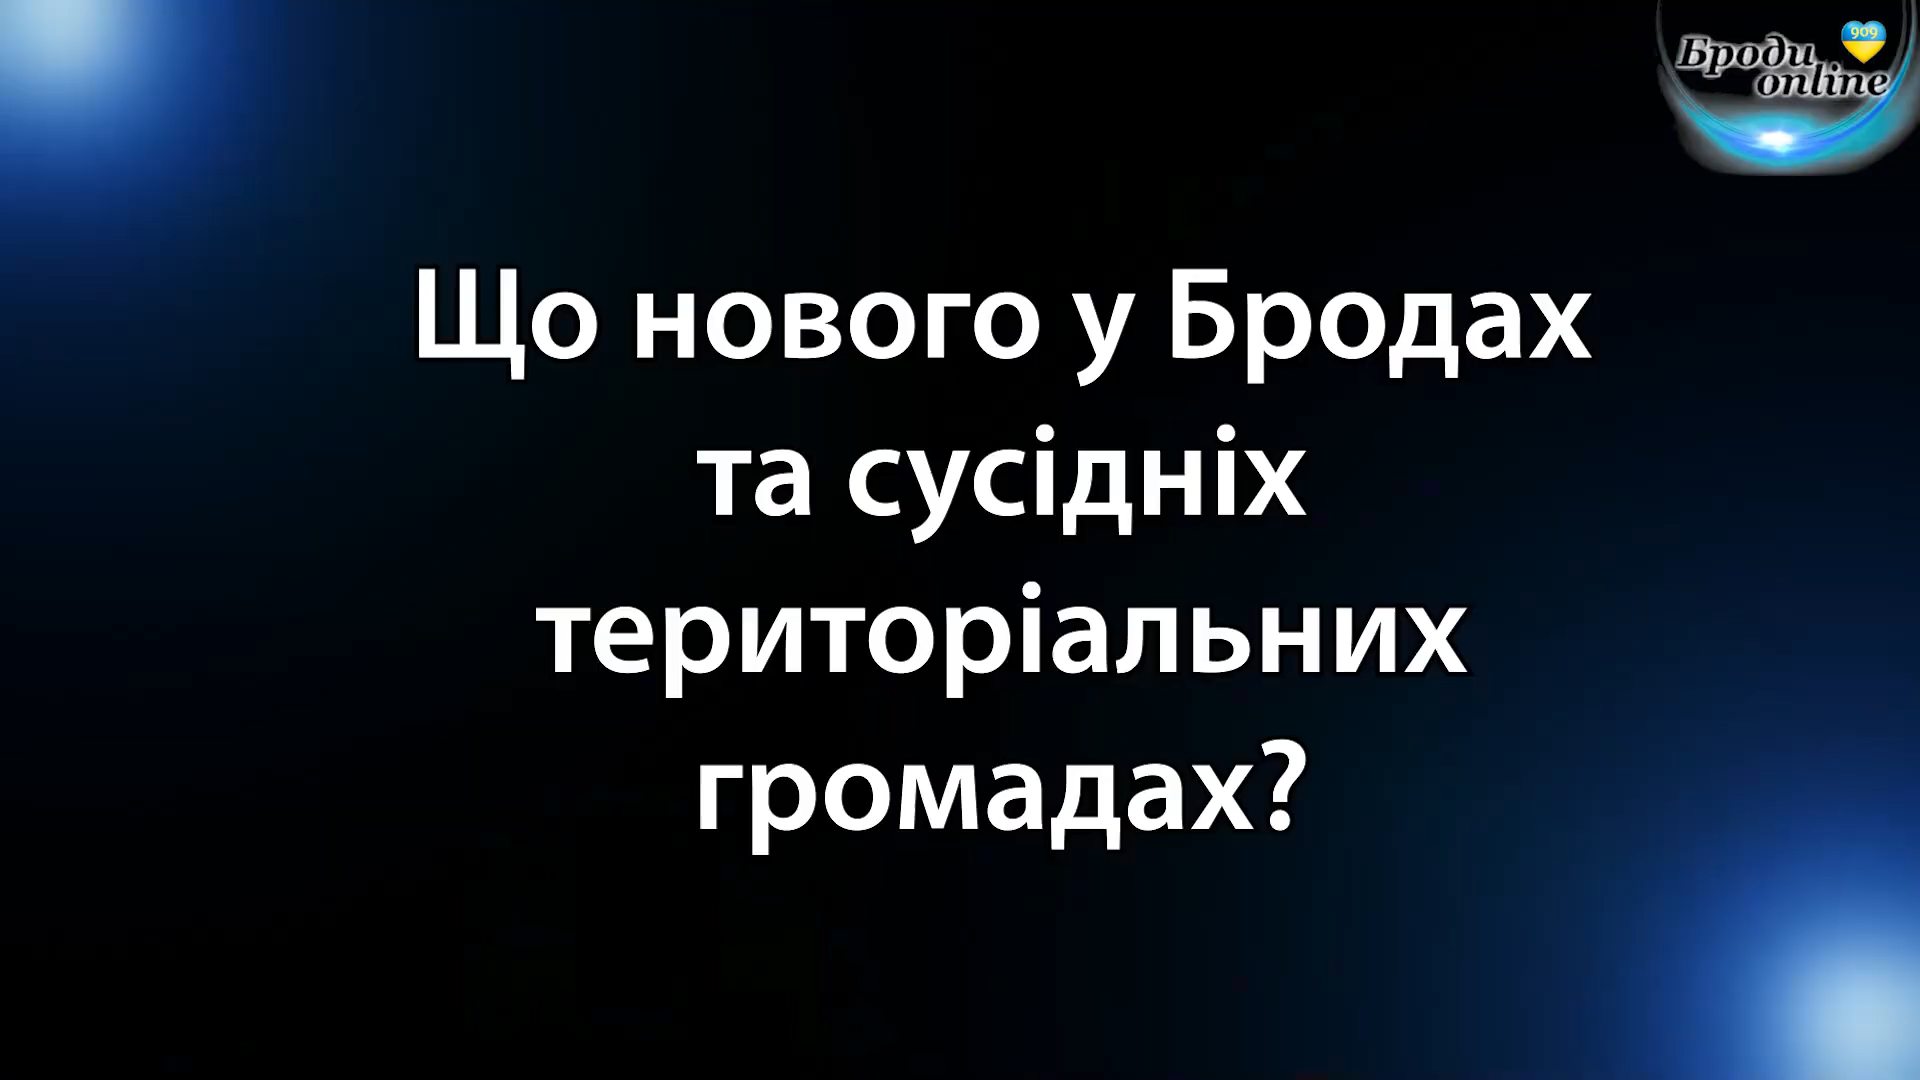 909
Броди
online
Що нового у Бродах
та сусідніх
територіальних
громадах?